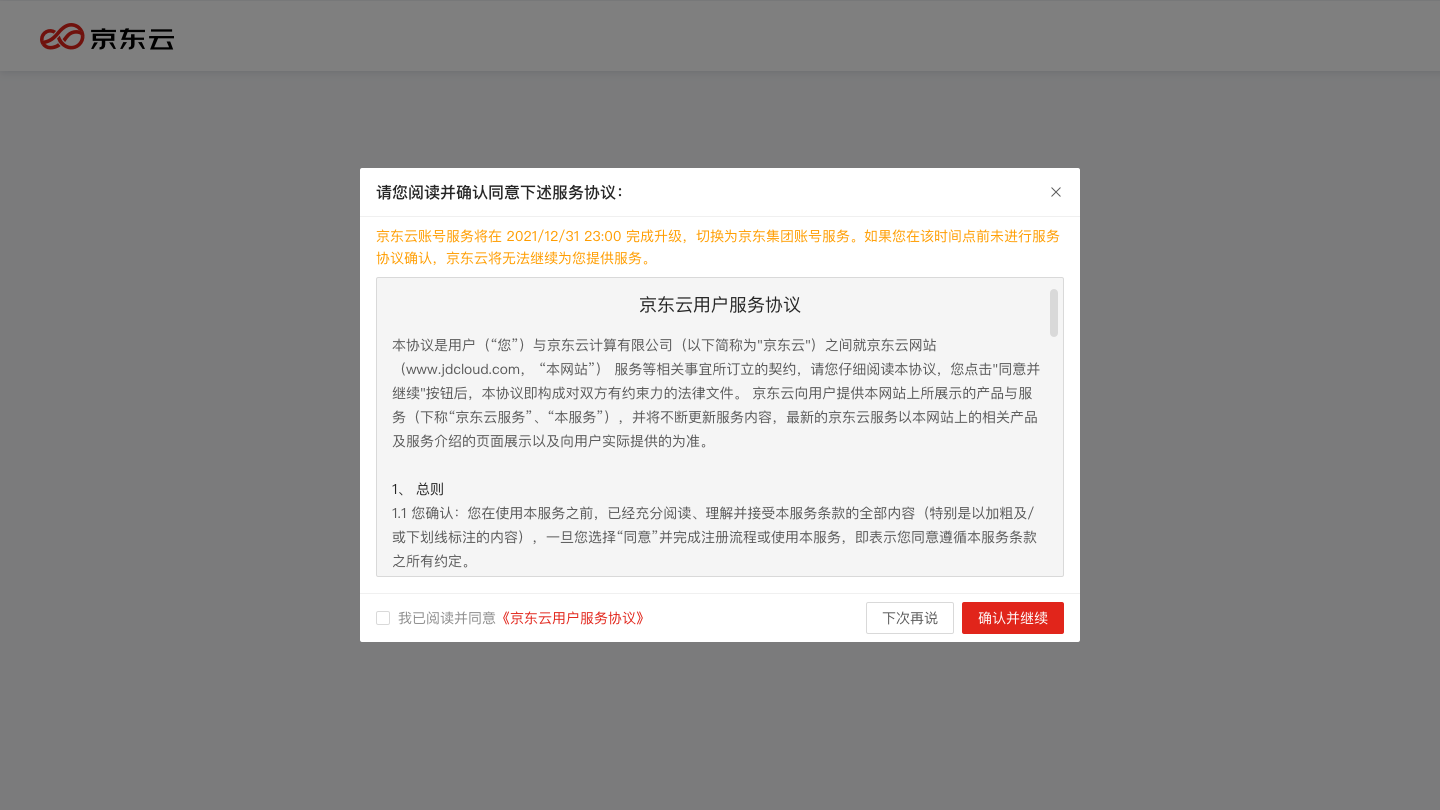 京东云
请您阅读并确认同意下述服务协议：
京东云账号服务将在 2021/12/31 23:00 完成升级，切换为京东集团账号服务。如果您在该时间点前未进行服务
协议确认，京东云将无法继续为您提供服务。
京东云用户服务协议
本协议是用户（“您”）与京东云计算有限公司（以下简称为"京东云"）之间就京东云网站
（www.jdcloud.com， “本网站”） 服务等相关事宜所订立的契约，请您仔细阅读本协议，您点击"同意并
继续"按钮后，本协议即构成对双方有约束力的法律文件。 京东云向用户提供本网站上所展示的产品与服
务（下称“京东云服务”、“本服务”），并将不断更新服务内容，最新的京东云服务以本网站上的相关产品
及服务介绍的页面展示以及向用户实际提供的为准。
1、 总则
1.1 您确认：您在使用本服务之前，已经充分阅读、理解并接受本服务条款的全部内容（特别是以加粗及/
或下划线标注的内容），一旦您选择“同意”并完成注册流程或使用本服务，即表示您同意遵循本服务条款
之所有约定。
我已阅读并同意《京东云用户服务协议》
下次再说
确认并继续